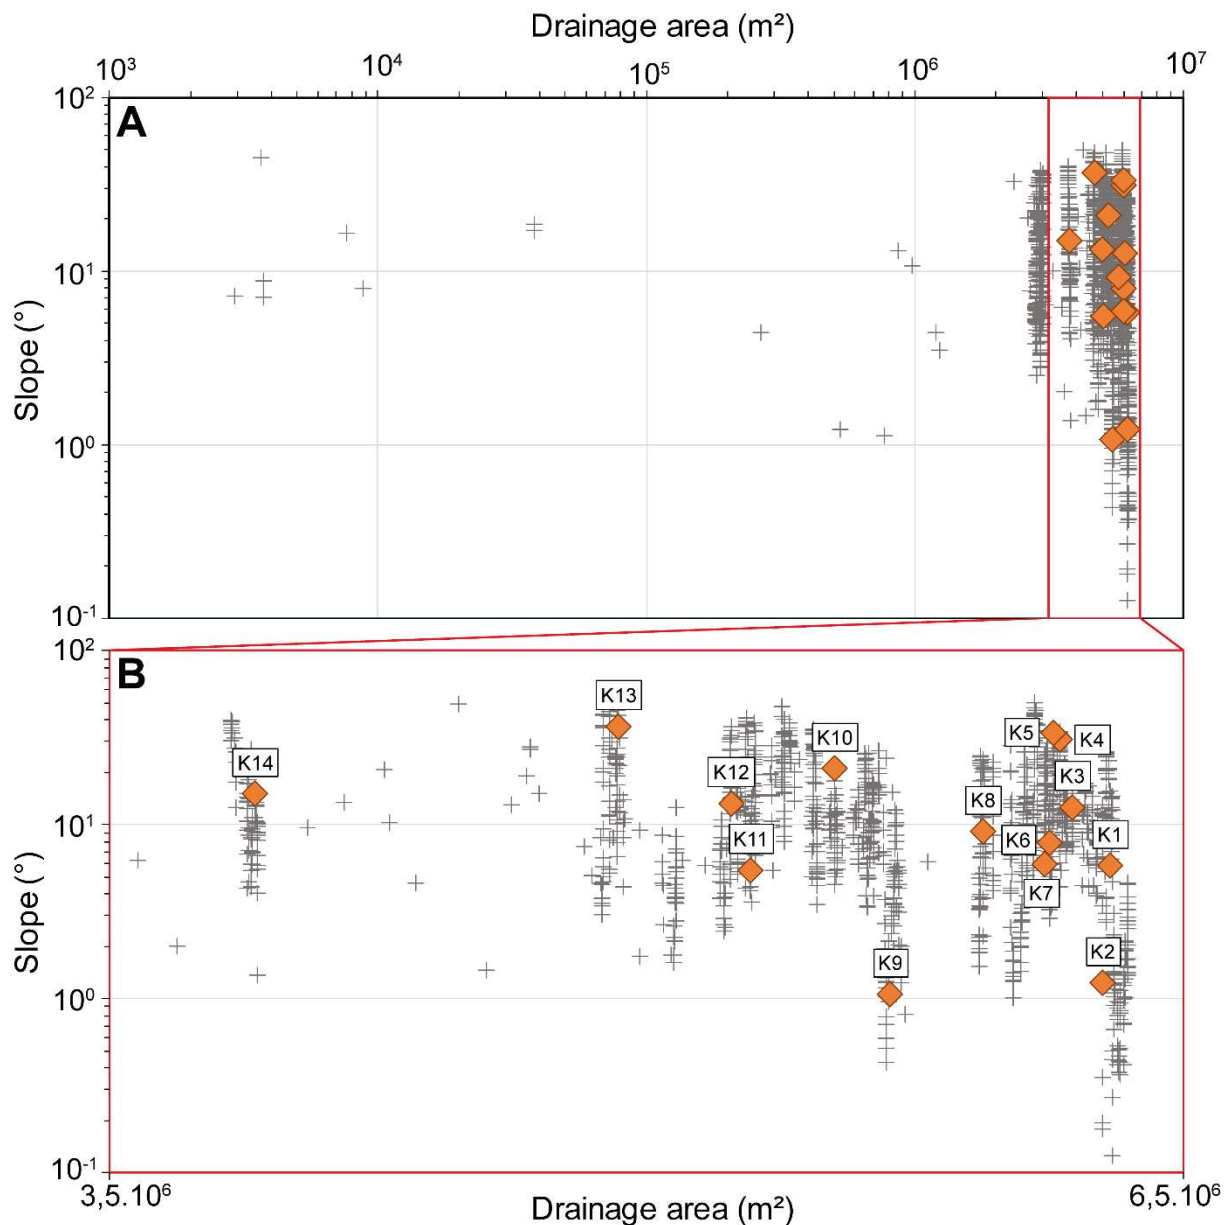 Drainage area (m²)
10³ 10⁴ 10⁵ 10⁶ 10⁷
A
10²
10¹
10⁰
10⁻¹
Slope (°)
B
10²
10¹
10⁰
10⁻¹
Slope (°)
K13
K14
K10
K12
K11
K9
K5
K4
K3
K8
K6
K1
K7
K2
3,5.10⁶ 6,5.10⁶
Drainage area (m²)